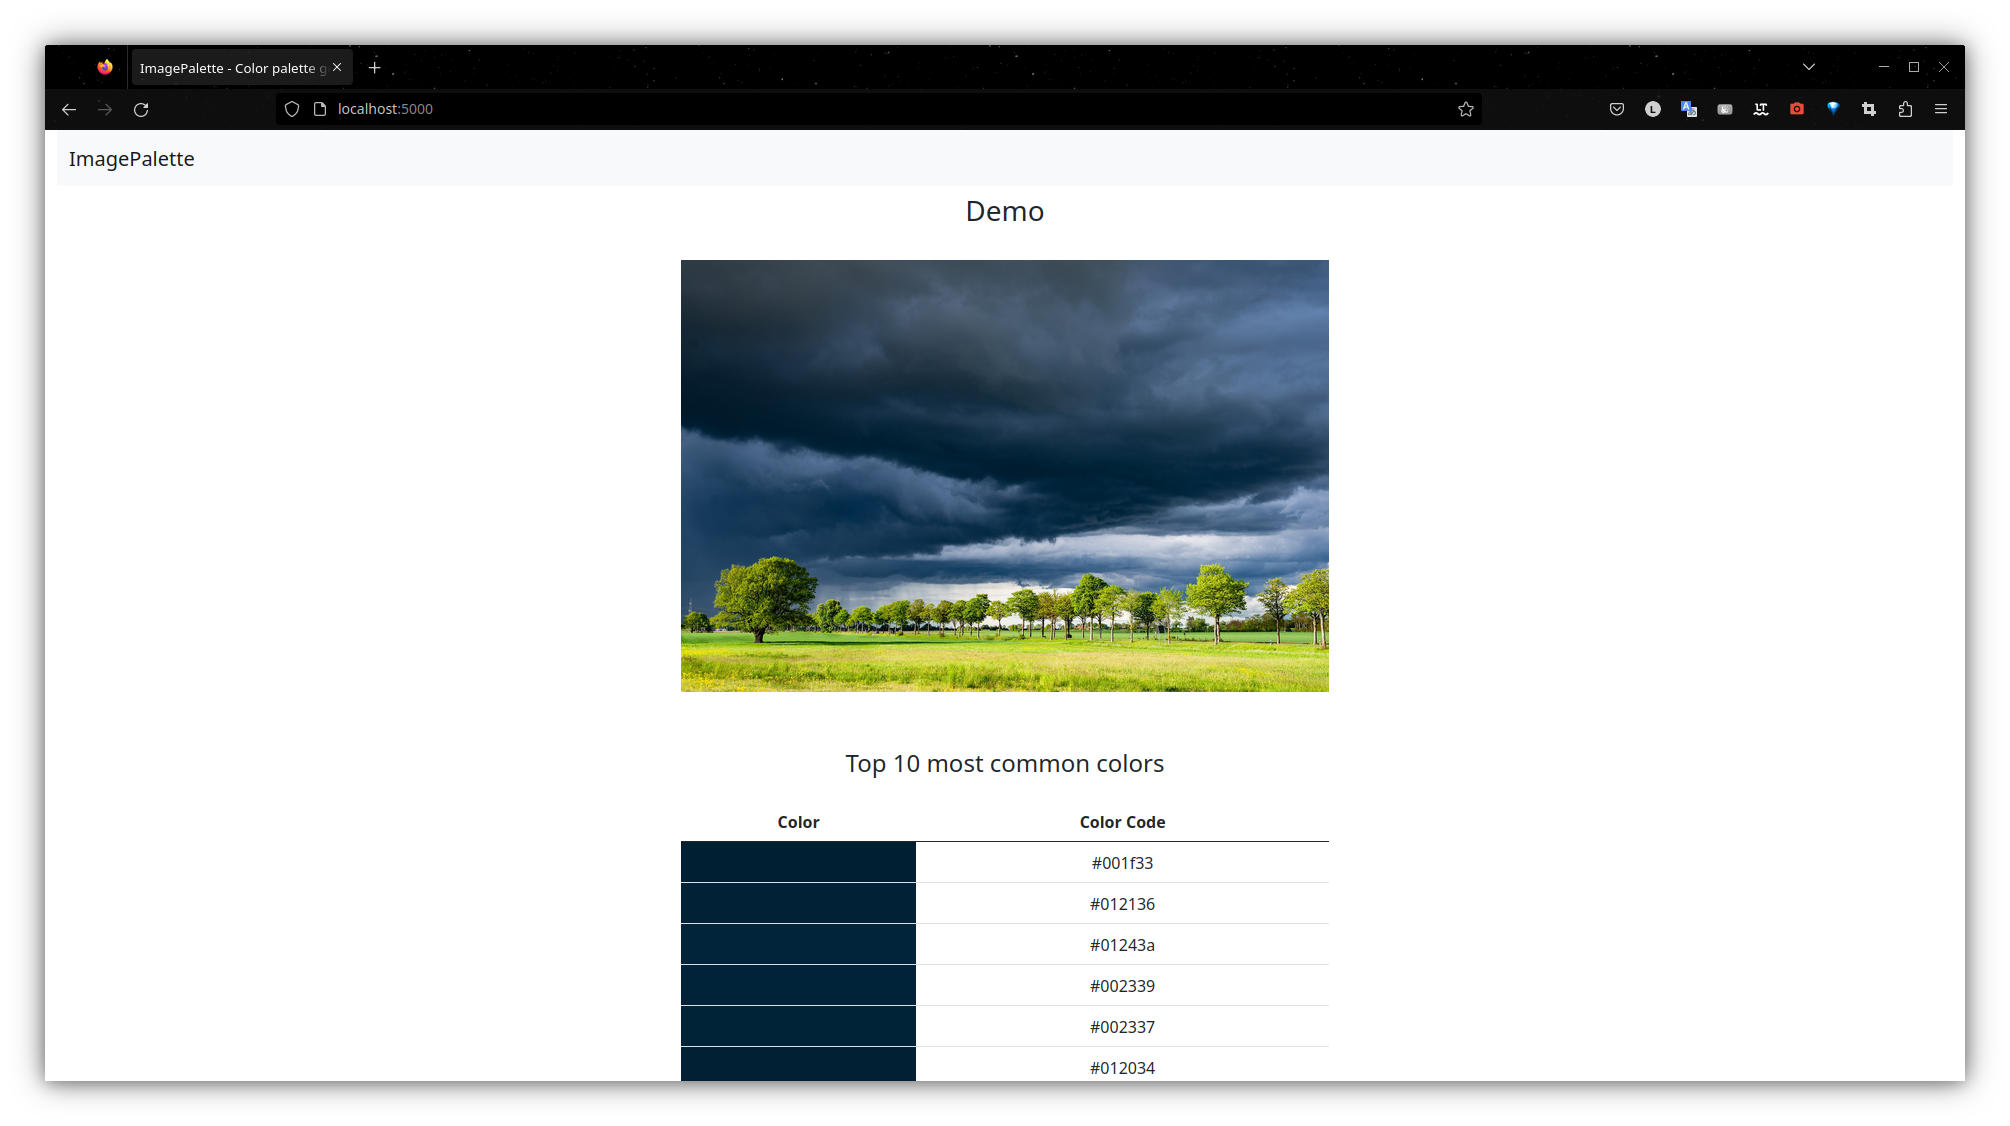 ImagePalette - Color palette g
localhost:5000
ImagePalette
Demo
Top 10 most common colors
Color Color Code
#001f33
#012136
#01243a
#002339
#002337
#012034